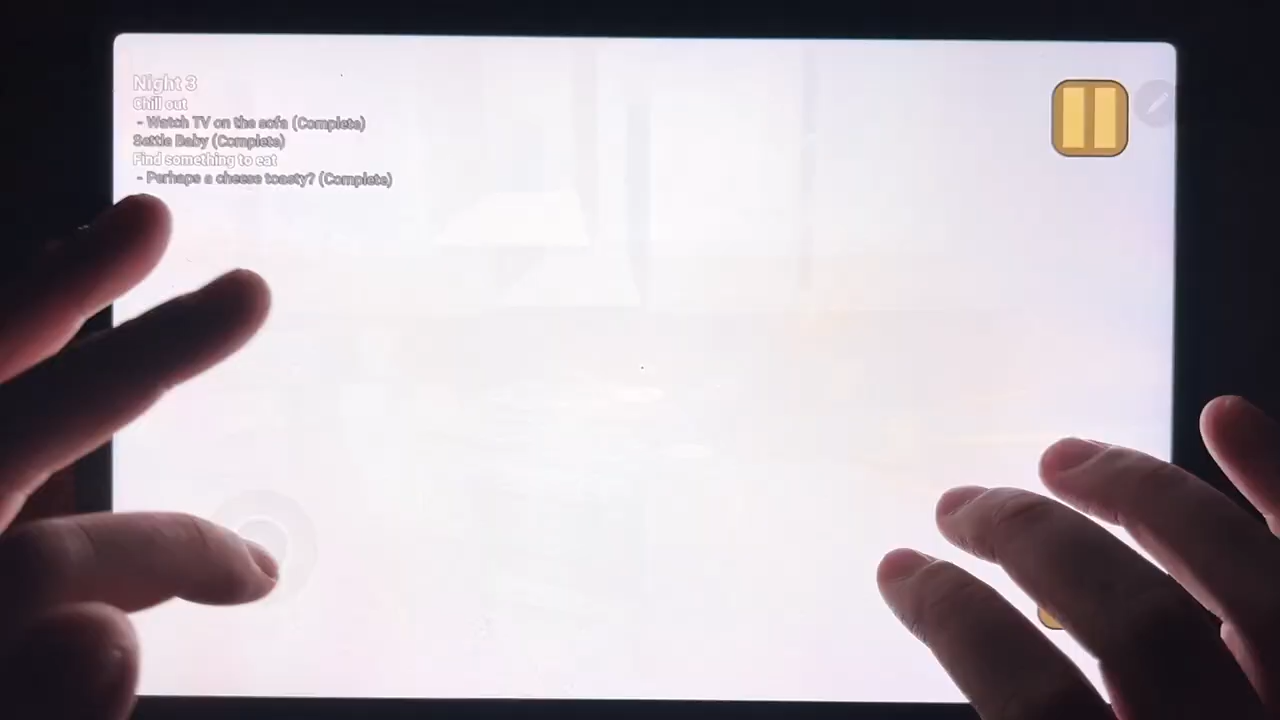 Night 3
Chill out
- Watch TV on the sofa (Complete)
Settle Baby (Complete)
Find something to eat
- Perhaps a cheese toasty? (Complete)